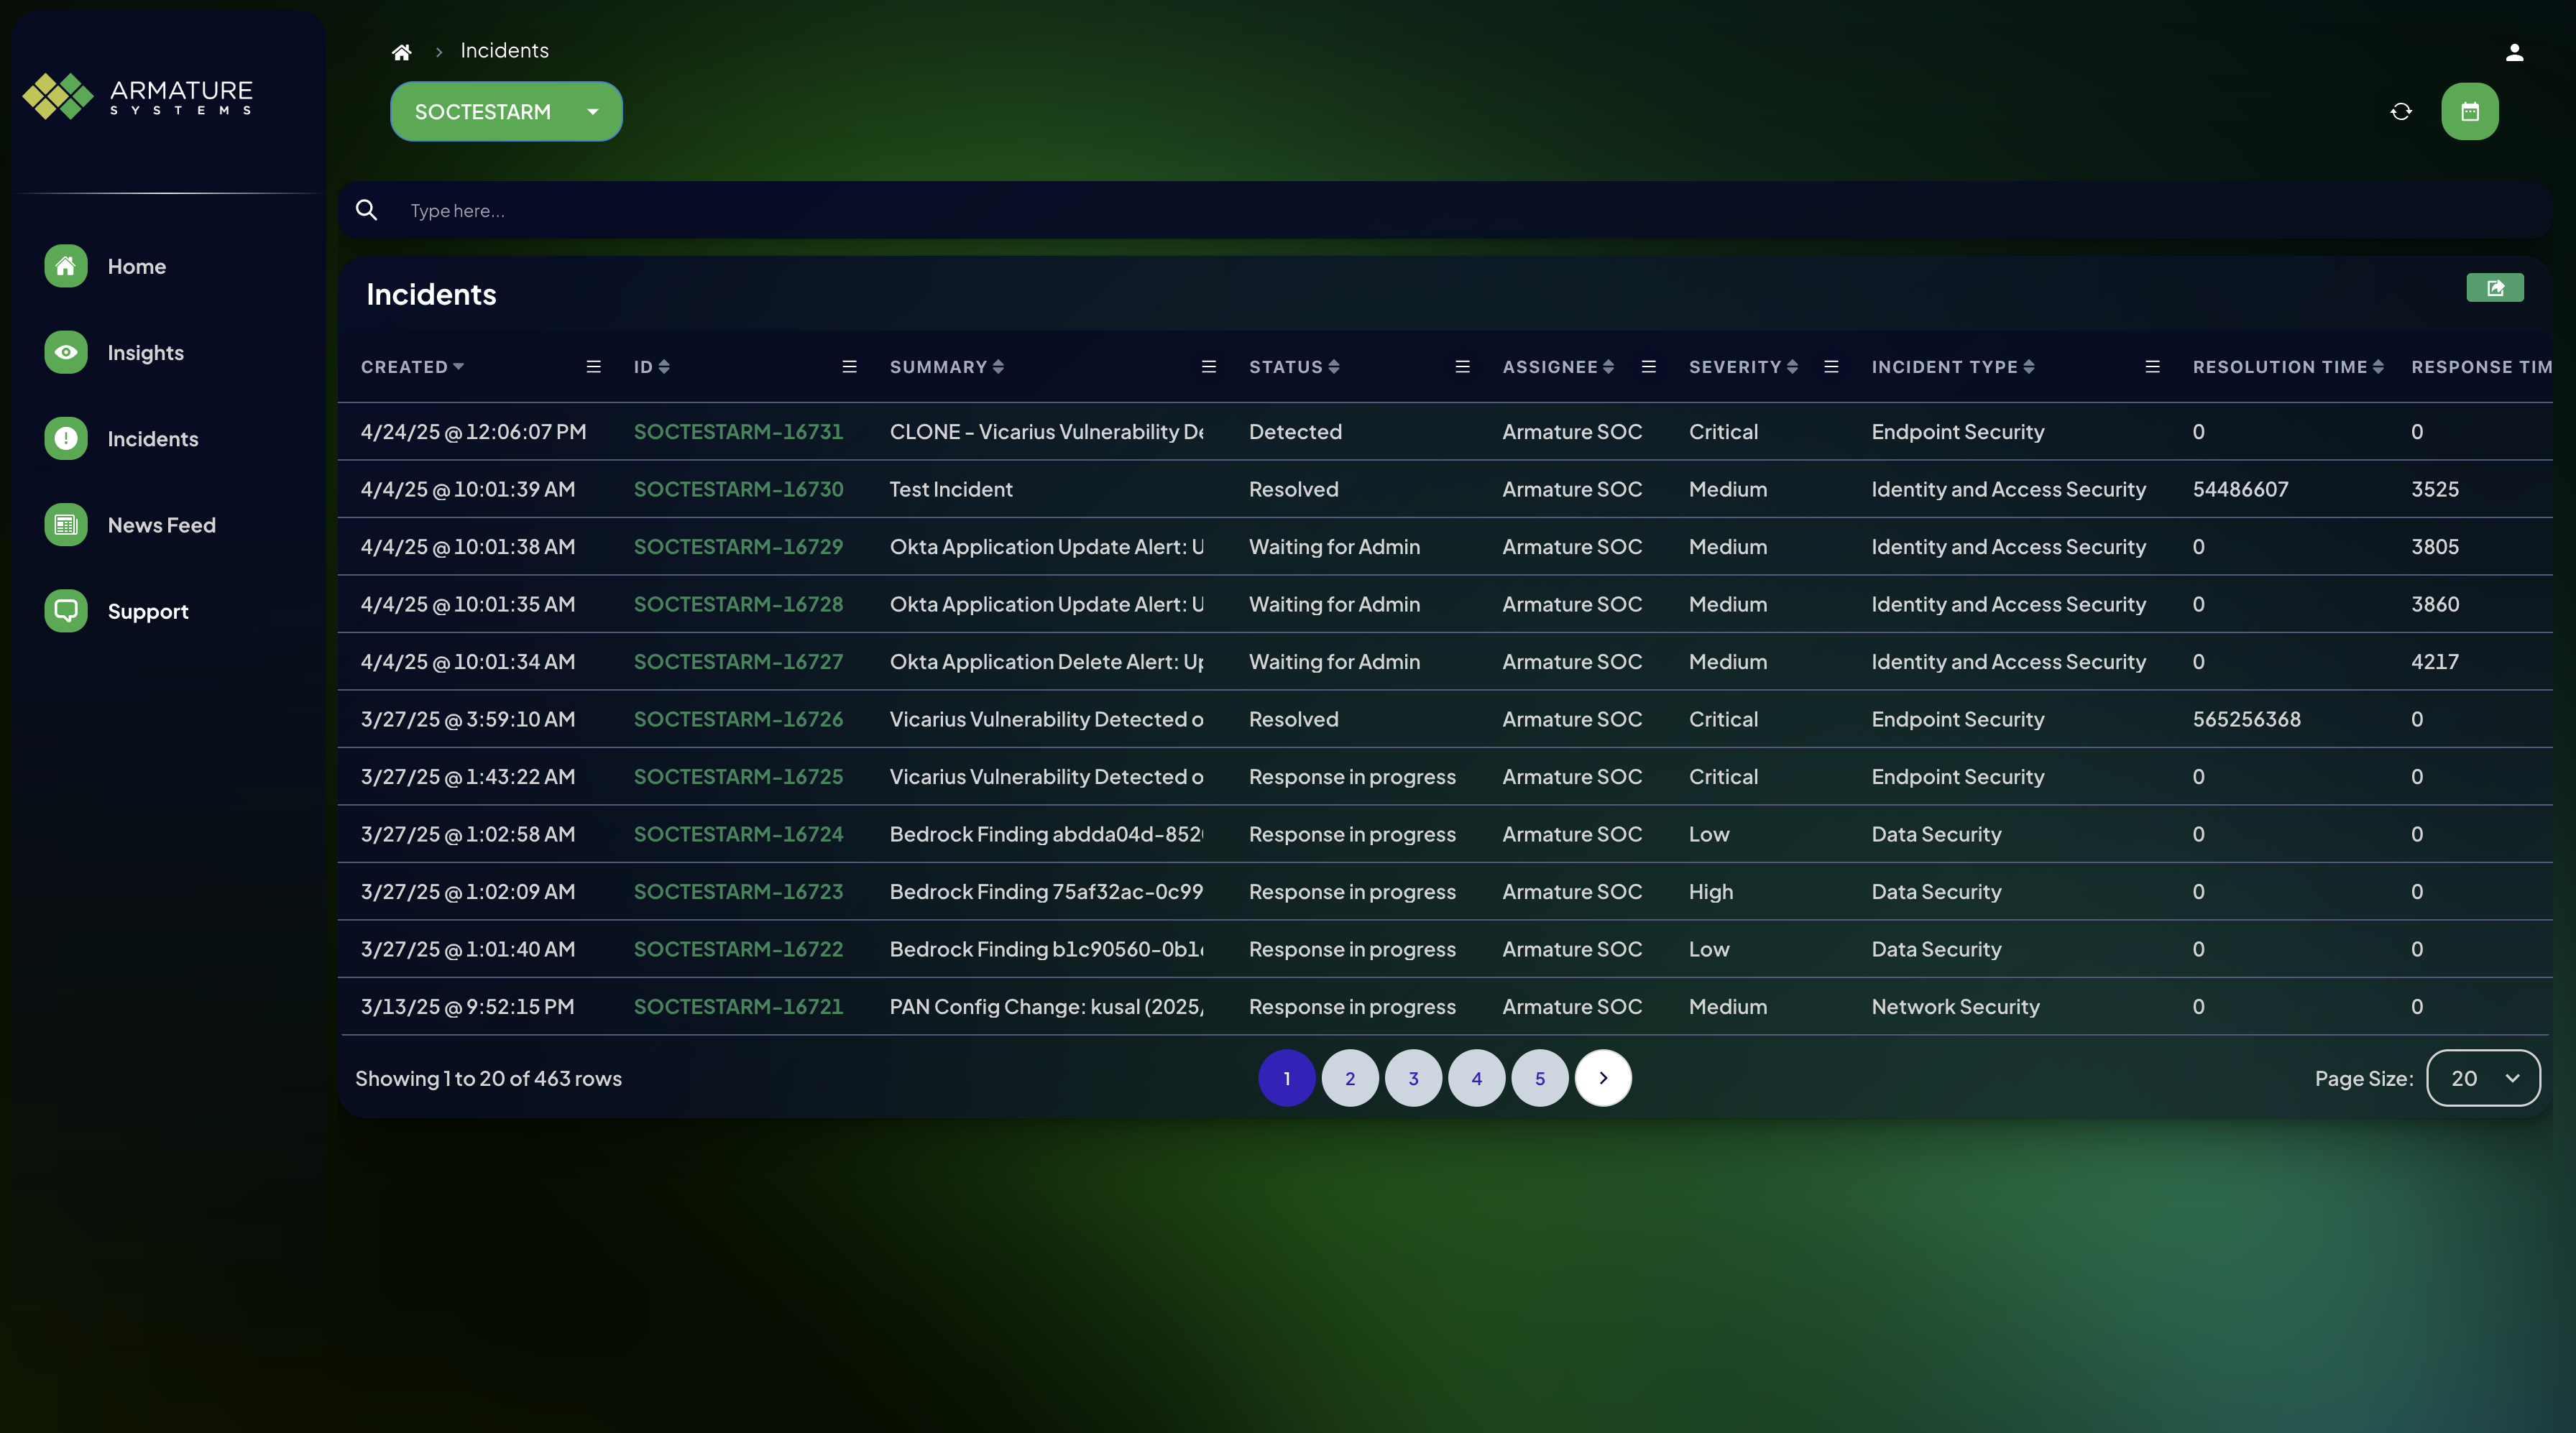 ARMATURE
SYSTEMS
Home
Insights
Incidents
News Feed
Support
Incidents
SOCTESTARM
Type here...
Incidents
CREATED ID SUMMARY STATUS ASSIGNEE SEVERITY INCIDENT TYPE RESOLUTION TIME RESPONSE TIM
4/24/25 @ 12:06:07 PM SOCTESTARM-16731 CLONE - Vicarius Vulnerability De Detected Armature SOC Critical Endpoint Security 0 0
4/4/25 @ 10:01:39 AM SOCTESTARM-16730 Test Incident Resolved Armature SOC Medium Identity and Access Security 54486607 3525
4/4/25 @ 10:01:38 AM SOCTESTARM-16729 Okta Application Update Alert: U Waiting for Admin Armature SOC Medium Identity and Access Security 0 3805
4/4/25 @ 10:01:35 AM SOCTESTARM-16728 Okta Application Update Alert: U Waiting for Admin Armature SOC Medium Identity and Access Security 0 3860
4/4/25 @ 10:01:34 AM SOCTESTARM-16727 Okta Application Delete Alert: Up Waiting for Admin Armature SOC Medium Identity and Access Security 0 4217
3/27/25 @ 3:59:10 AM SOCTESTARM-16726 Vicarius Vulnerability Detected o Resolved Armature SOC Critical Endpoint Security 565256368 0
3/27/25 @ 1:43:22 AM SOCTESTARM-16725 Vicarius Vulnerability Detected o Response in progress Armature SOC Critical Endpoint Security 0 0
3/27/25 @ 1:02:58 AM SOCTESTARM-16724 Bedrock Finding abdda04d-852 Response in progress Armature SOC Low Data Security 0 0
3/27/25 @ 1:02:09 AM SOCTESTARM-16723 Bedrock Finding 75af32ac-0c99 Response in progress Armature SOC High Data Security 0 0
3/27/25 @ 1:01:40 AM SOCTESTARM-16722 Bedrock Finding b1c90560-0b1 Response in progress Armature SOC Low Data Security 0 0
3/13/25 @ 9:52:15 PM SOCTESTARM-16721 PAN Config Change: kusal (2025/ Response in progress Armature SOC Medium Network Security 0 0
Showing 1 to 20 of 463 rows 1 2 3 4 5 Page Size: 20